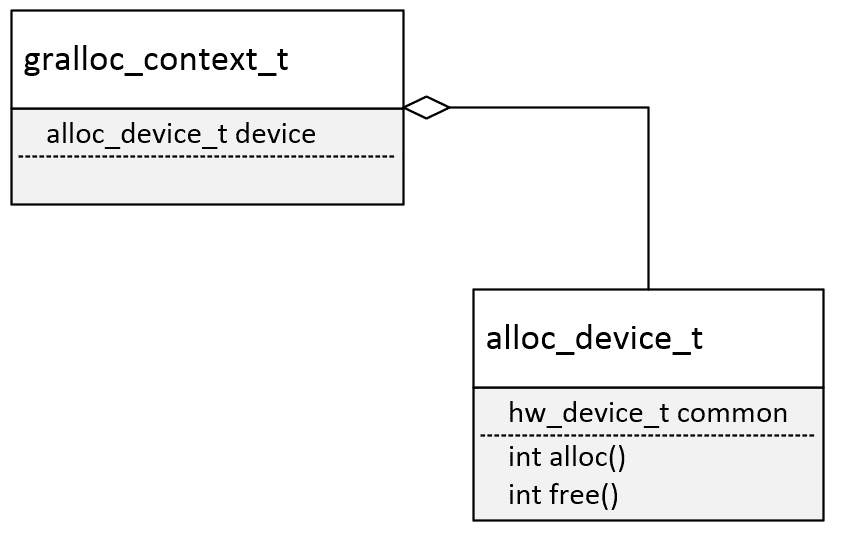 gralloc_context_t
alloc_device_t device
alloc_device_t
hw_device_t common
int alloc()
int free()